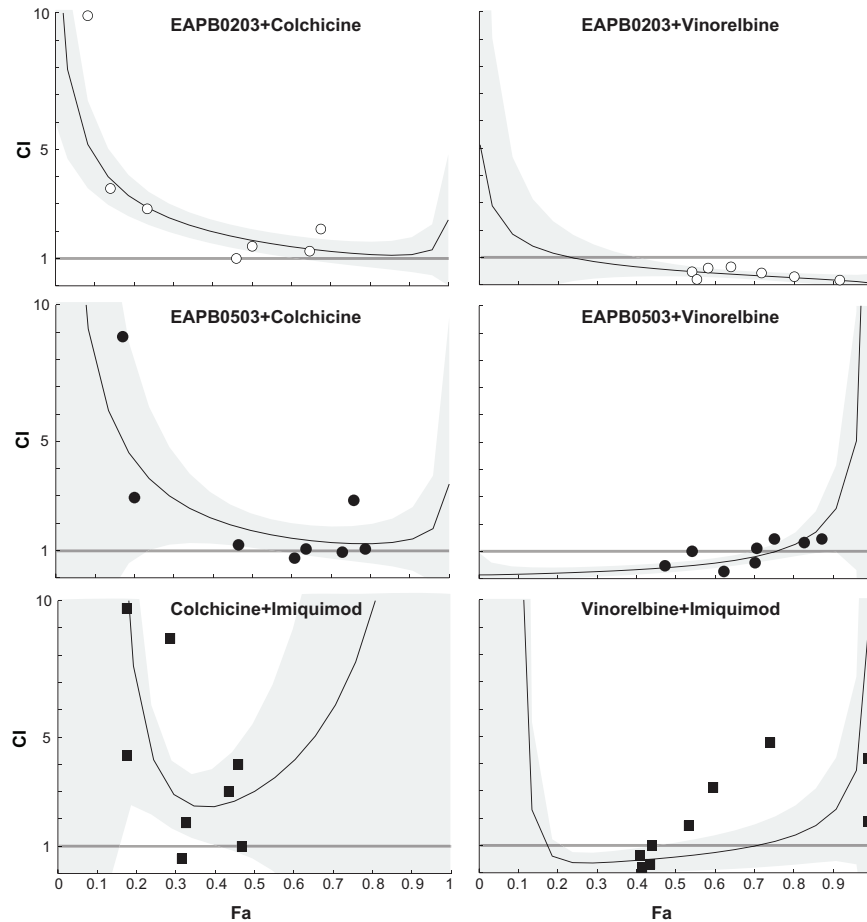 EAPB0203+Colchicine
EAPB0203+Vinorelbine
10
5
1
CI
EAPB0503+Colchicine
EAPB0503+Vinorelbine
10
5
1
CI
Colchicine+Imiquimod
Vinorelbine+Imiquimod
10
5
1
CI
0 0.1 0.2 0.3 0.4 0.5 0.6 0.7 0.8 0.9 1
0 0.1 0.2 0.3 0.4 0.5 0.6 0.7 0.8 0.9
Fa
Fa